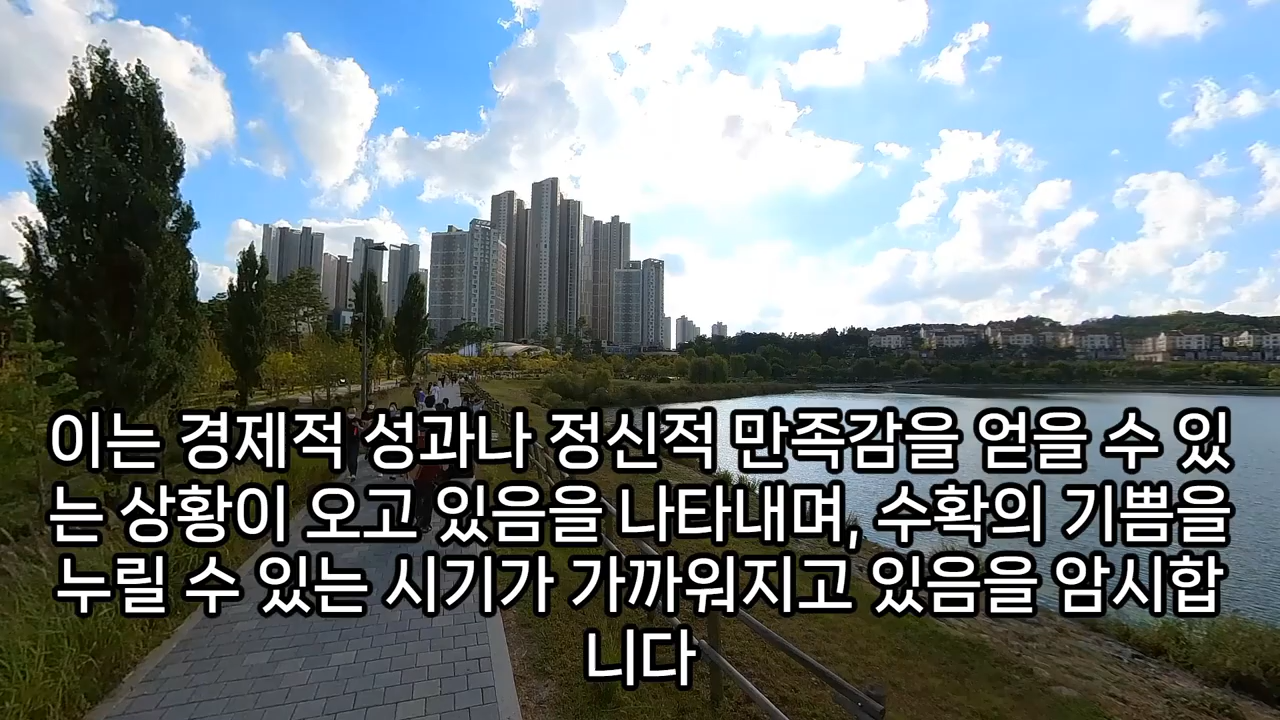 이는 경제적 성과나 정신적 만족감을 얻을 수 있
는 상황이 오고 있음을 나타내며, 수확의 기쁨을
누릴 수 있는 시기가 가까워지고 있음을 암시합
니다